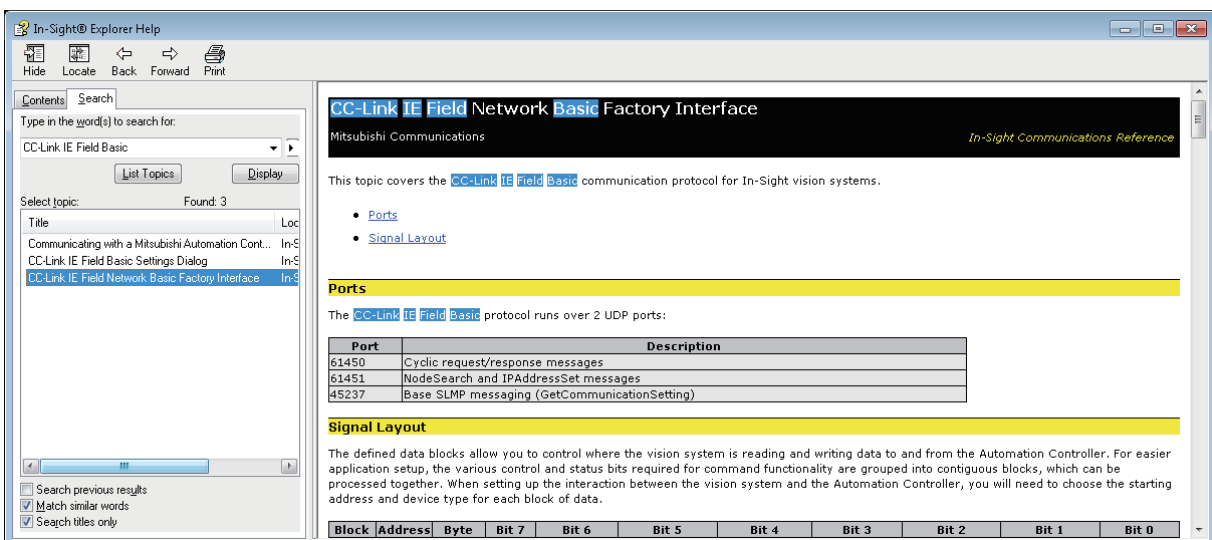 In-Sight® Explorer Help
Hide Locate Back Forward Print
Contents Search
Type in the word(s) to search for:
CC-Link IE Field Basic
List Topics Display
Select topic: Found: 3
Title Loc
Communicating with a Mitsubishi Automation Cont... In-S
CC-Link IE Field Basic Settings Dialog In-S
CC-Link IE Field Network Basic Factory Interface In-S
Search previous results
Match similar words
Search titles only
CC-Link IE Field Network Basic Factory Interface
Mitsubishi Communications In-Sight Communications Reference
This topic covers the CC-Link IE Field Basic communication protocol for In-Sight vision systems.
• Ports
• Signal Layout
Ports
The CC-Link IE Field Basic protocol runs over 2 UDP ports:
Port Description
61450 Cyclic request/response messages
61451 NodeSearch and IPAddressSet messages
45237 Base SLMP messaging (GetCommunicationSetting)
Signal Layout
The defined data blocks allow you to control where the vision system is reading and writing data to and from the Automation Controller. For easier
application setup, the various control and status bits required for command functionality are grouped into contiguous blocks, which can be
processed together. When setting up the interaction between the vision system and the Automation Controller, you will need to choose the starting
address and device type for each block of data.
Block Address Byte Bit 7 Bit 6 Bit 5 Bit 4 Bit 3 Bit 2 Bit 1 Bit 0